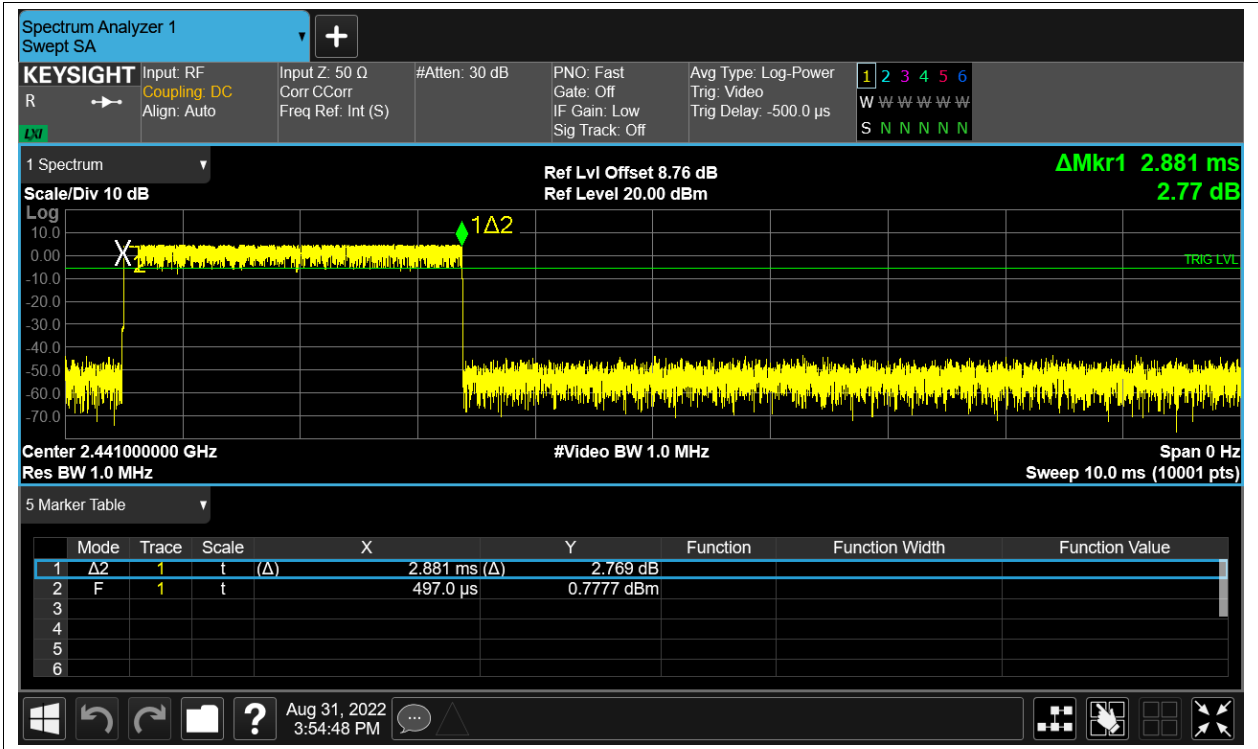 Spectrum Analyzer 1
Swept SA
KEYSIGHT Input: RF Input Z: 50 Ω #Atten: 30 dB PNO: Fast Avg Type: Log-Power 1 2 3 4 5 6
R Coupling: DC Corr CCorr Gate: Off Trig: Video W W W W W W
Align: Auto Freq Ref: Int (S) IF Gain: Low Trig Delay: -500.0 µs
LXI Sig Track: Off S N N N N N
1 Spectrum Ref Lvl Offset 8.76 dB ΔMkr1 2.881 ms
Scale/Div 10 dB Ref Level 20.00 dBm 2.77 dB
Log
1Δ2
10.0
0.00
X2
TRIG LVL
-10.0
-20.0
-30.0
-40.0
-50.0
-60.0
-70.0
Center 2.441000000 GHz #Video BW 1.0 MHz Span 0 Hz
Res BW 1.0 MHz Sweep 10.0 ms (10001 pts)
5 Marker Table
Mode Trace Scale X Y Function Function Width Function Value
1 Δ2 1 t (Δ) 2.881 ms (Δ) 2.769 dB
2 F 1 t 497.0 µs 0.7777 dBm
3
4
5
6
? Aug 31, 2022
3:54:48 PM